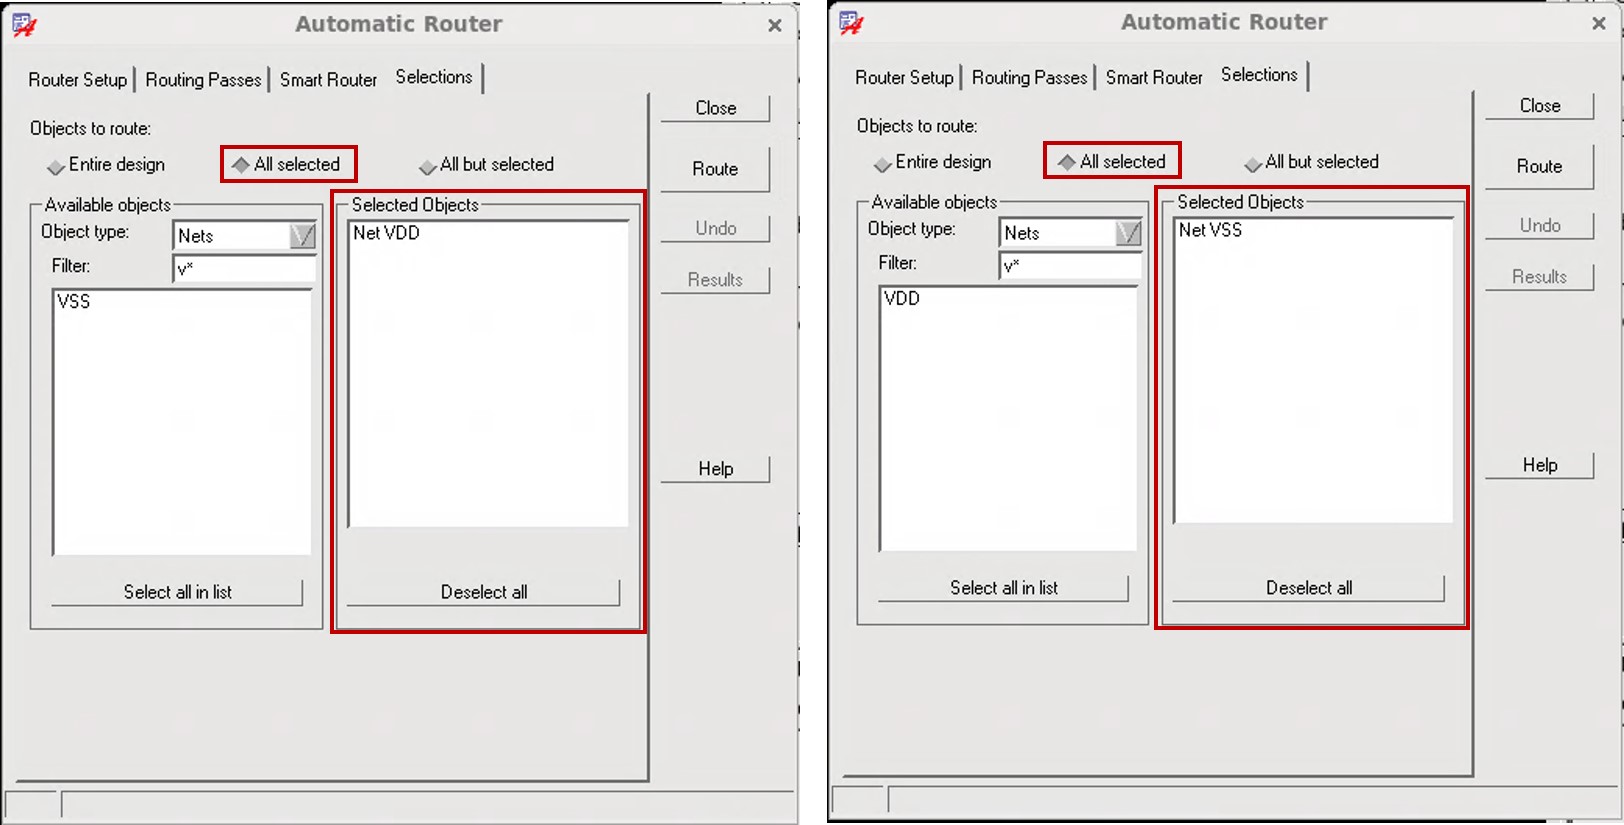 Automatic Router
Router Setup Routing Passes Smart Router Selections
Close
Objects to route:
Entire design All selected All but selected
Route
Available objects Selected Objects
Object type: Nets
Net VDD
Undo
Filter: v*
Results
VSS
Help
Select all in list Deselect all
Automatic Router
Router Setup Routing Passes Smart Router Selections
Close
Objects to route:
Entire design All selected All but selected
Route
Available objects Selected Objects
Object type: Nets
Net VSS
Undo
Filter: v*
Results
VDD
Help
Select all in list Deselect all